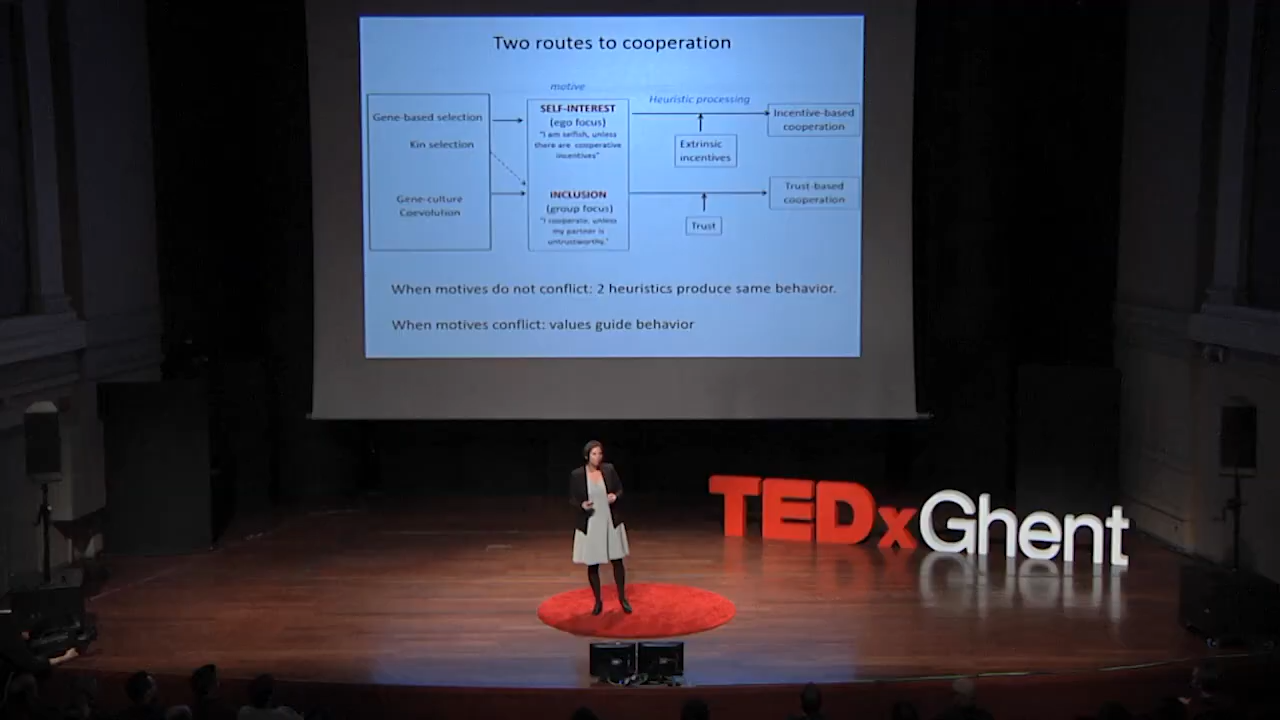 Two routes to cooperation
motive
Heuristic processing
Gene-based selection
Kin selection
Gene-culture
Coevolution
SELF-INTEREST
(ego focus)
"I am selfish, unless
there are cooperative
incentives"
INCLUSION
(group focus)
"I cooperate, unless
my partner is
untrustworthy."
Extrinsic
incentives
Trust
Incentive-based
cooperation
Trust-based
cooperation
When motives do not conflict: 2 heuristics produce same behavior.
When motives conflict: values guide behavior
TEDxGhent